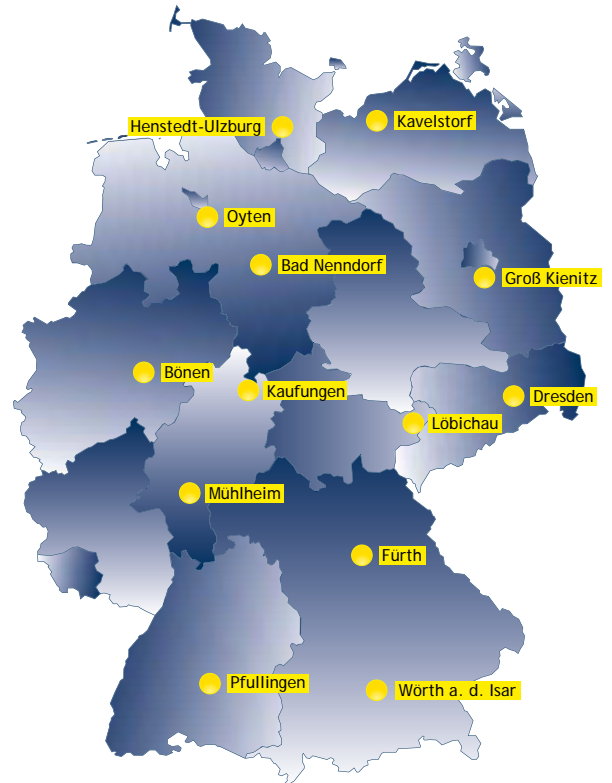 Henstedt-Ulzburg
Kavelstorf
Oyten
Bad Nenndorf
Groß Kienitz
Bönen
Kaufungen
Dresden
Löbichau
Mühlheim
Fürth
Pfullingen
Wörth a. d. Isar